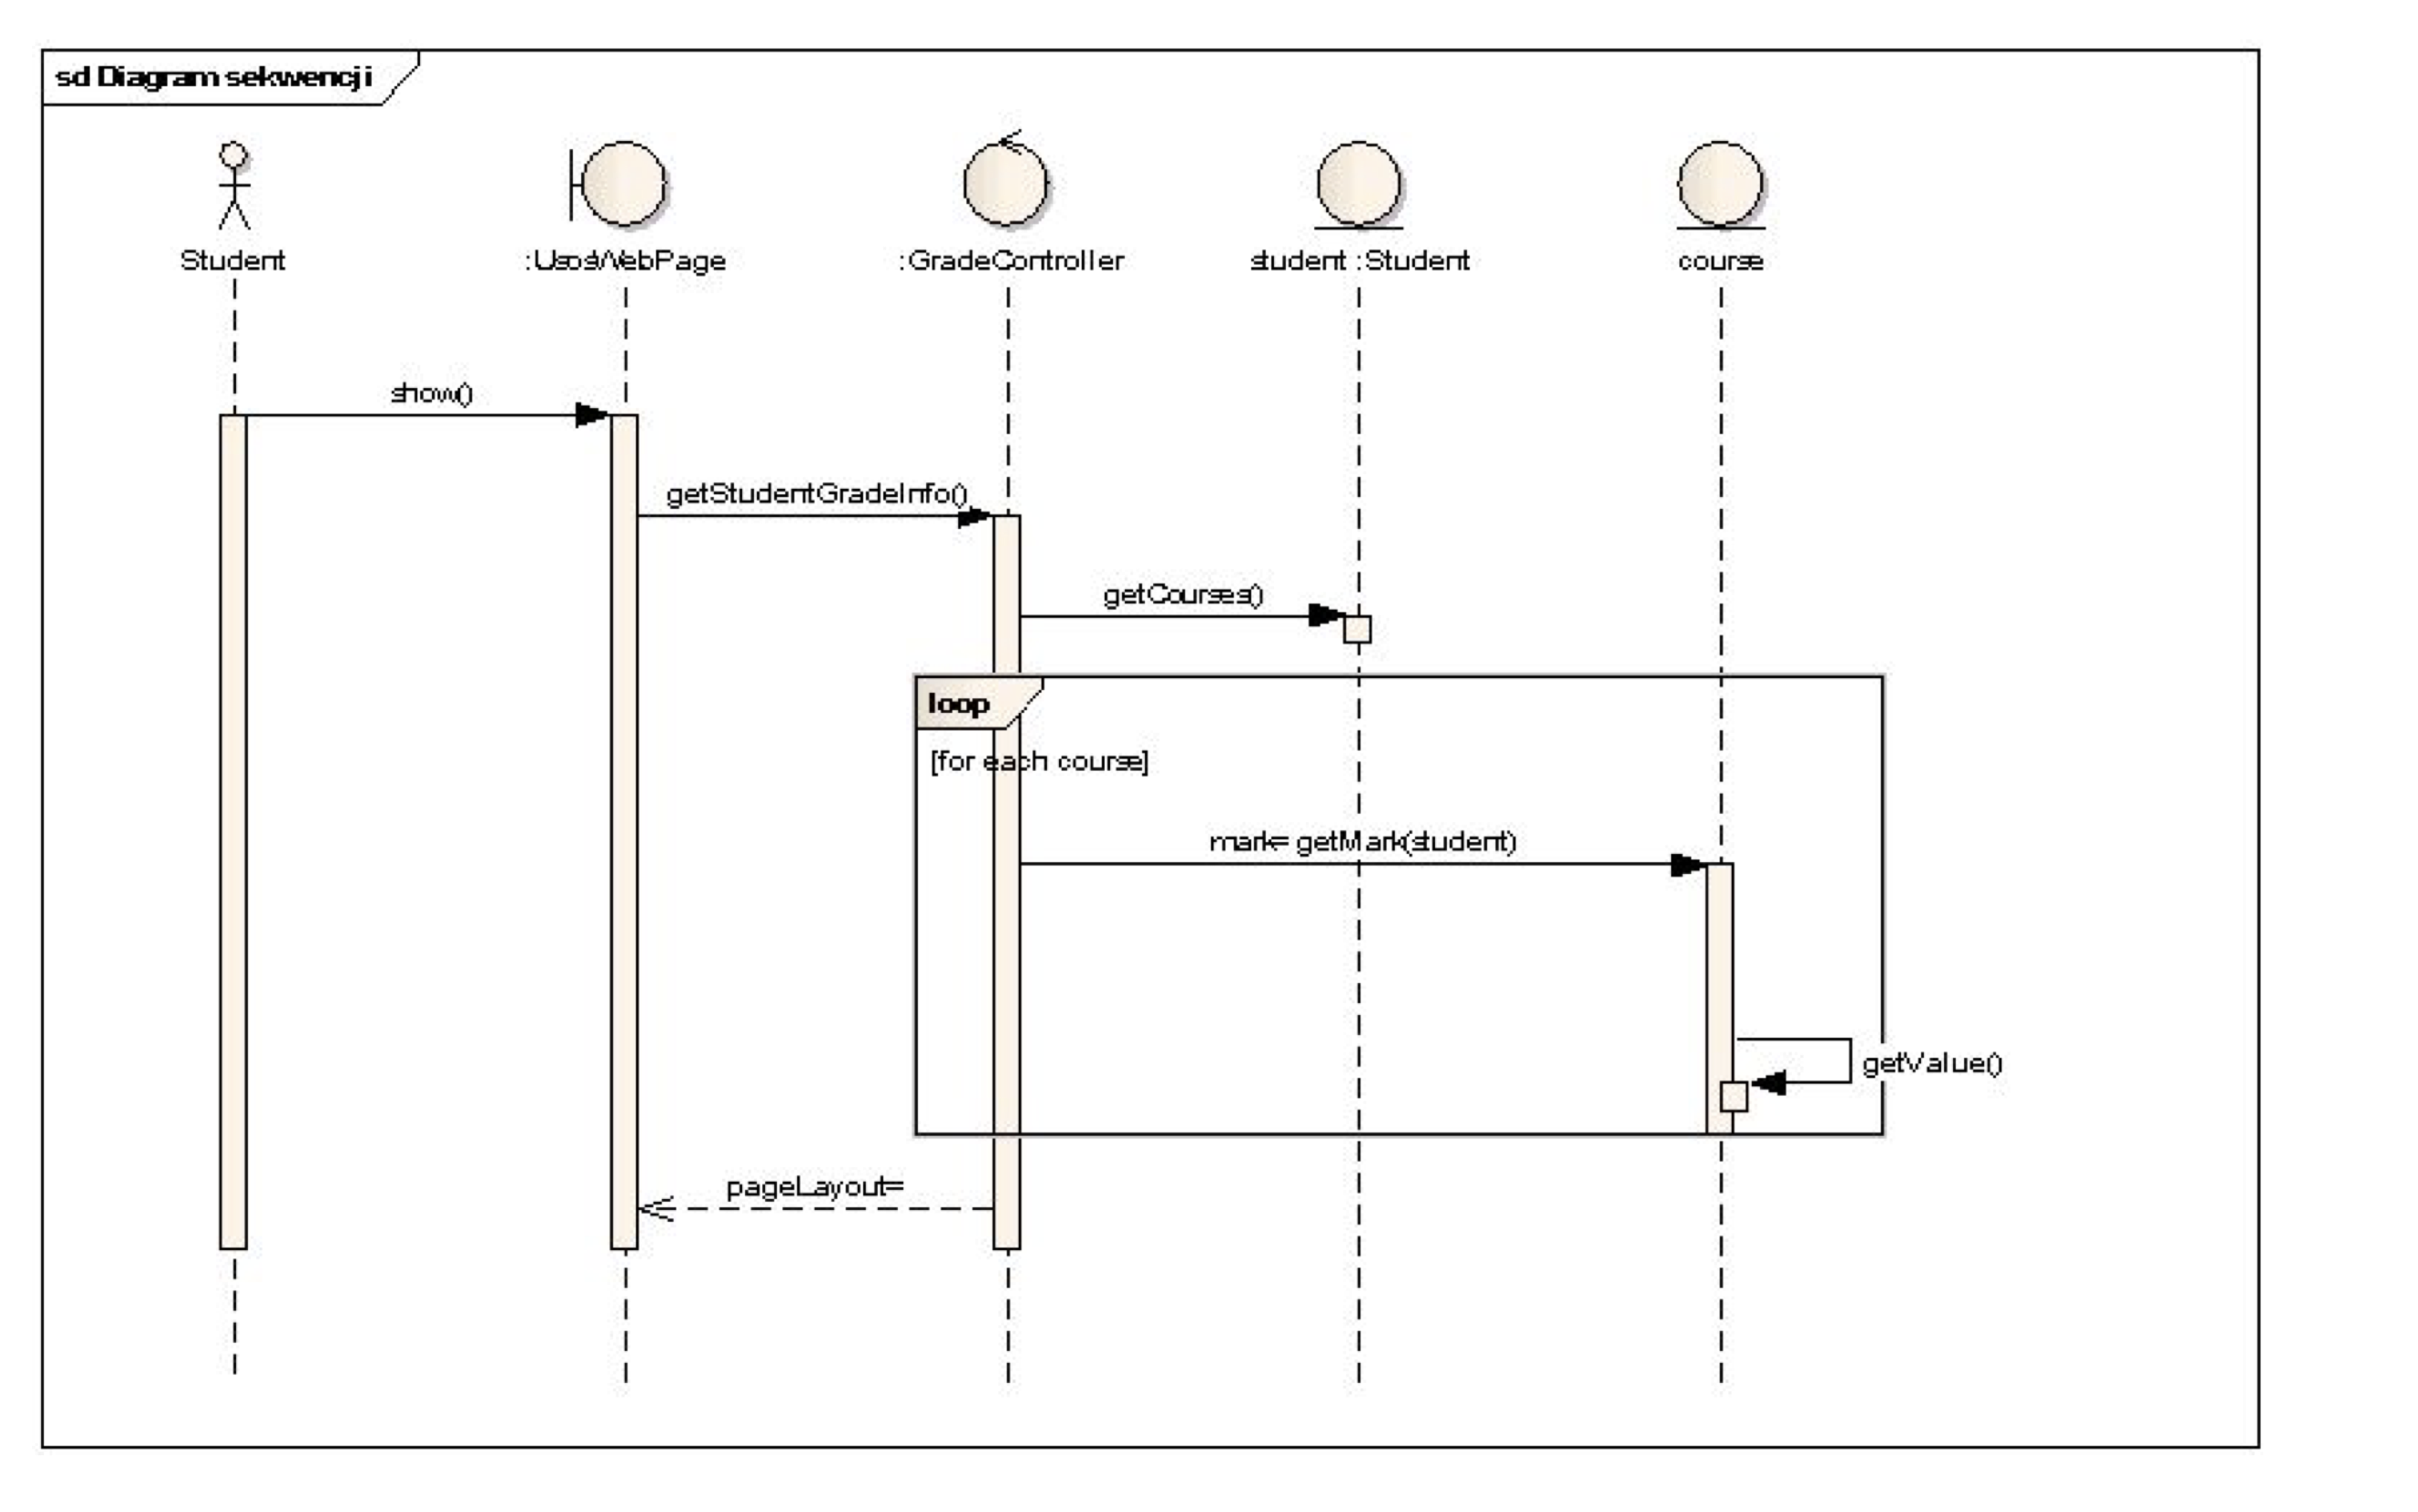 sd Diagram sekwencji
Student
:UsosWebPage
:GradeController
student :Student
course
show()
getStudentGradeInfo()
getCourses()
loop
[for each course]
mark= getMark(student)
getValue()
pageLayout=